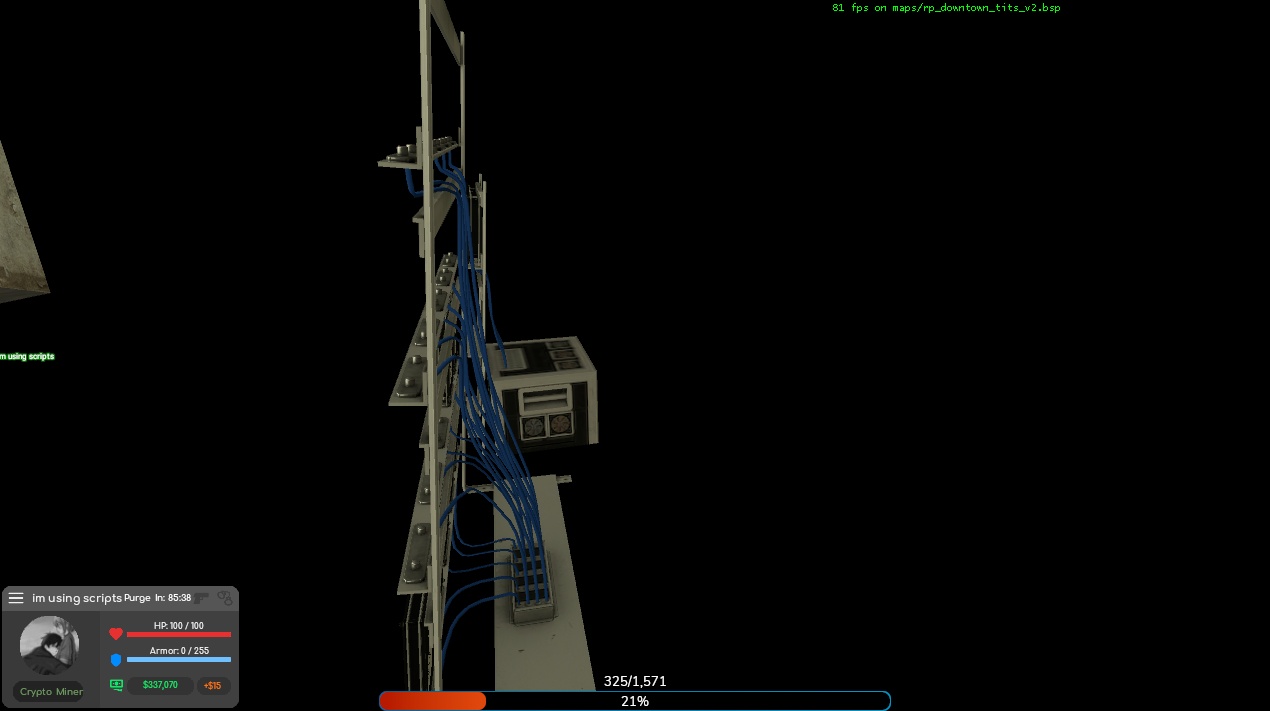 81 fps on maps/rp_downtown_tits_v2.bsp
m using scripts
im using scripts Purge In: 85:38
HP: 100 / 100
Armor: 0 / 255
$337,070 +$15
Crypto Miner
325/1,571
21%